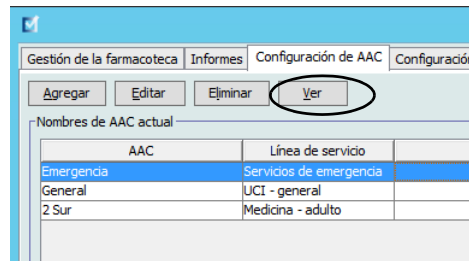 Gestión de la farmacoteca Informes Configuración de AAC Configuració
Agregar Editar Eliminar Ver
Nombres de AAC actual
AAC Línea de servicio
Emergencia Servicios de emergencia
General UCI - general
2 Sur Medicina - adulto